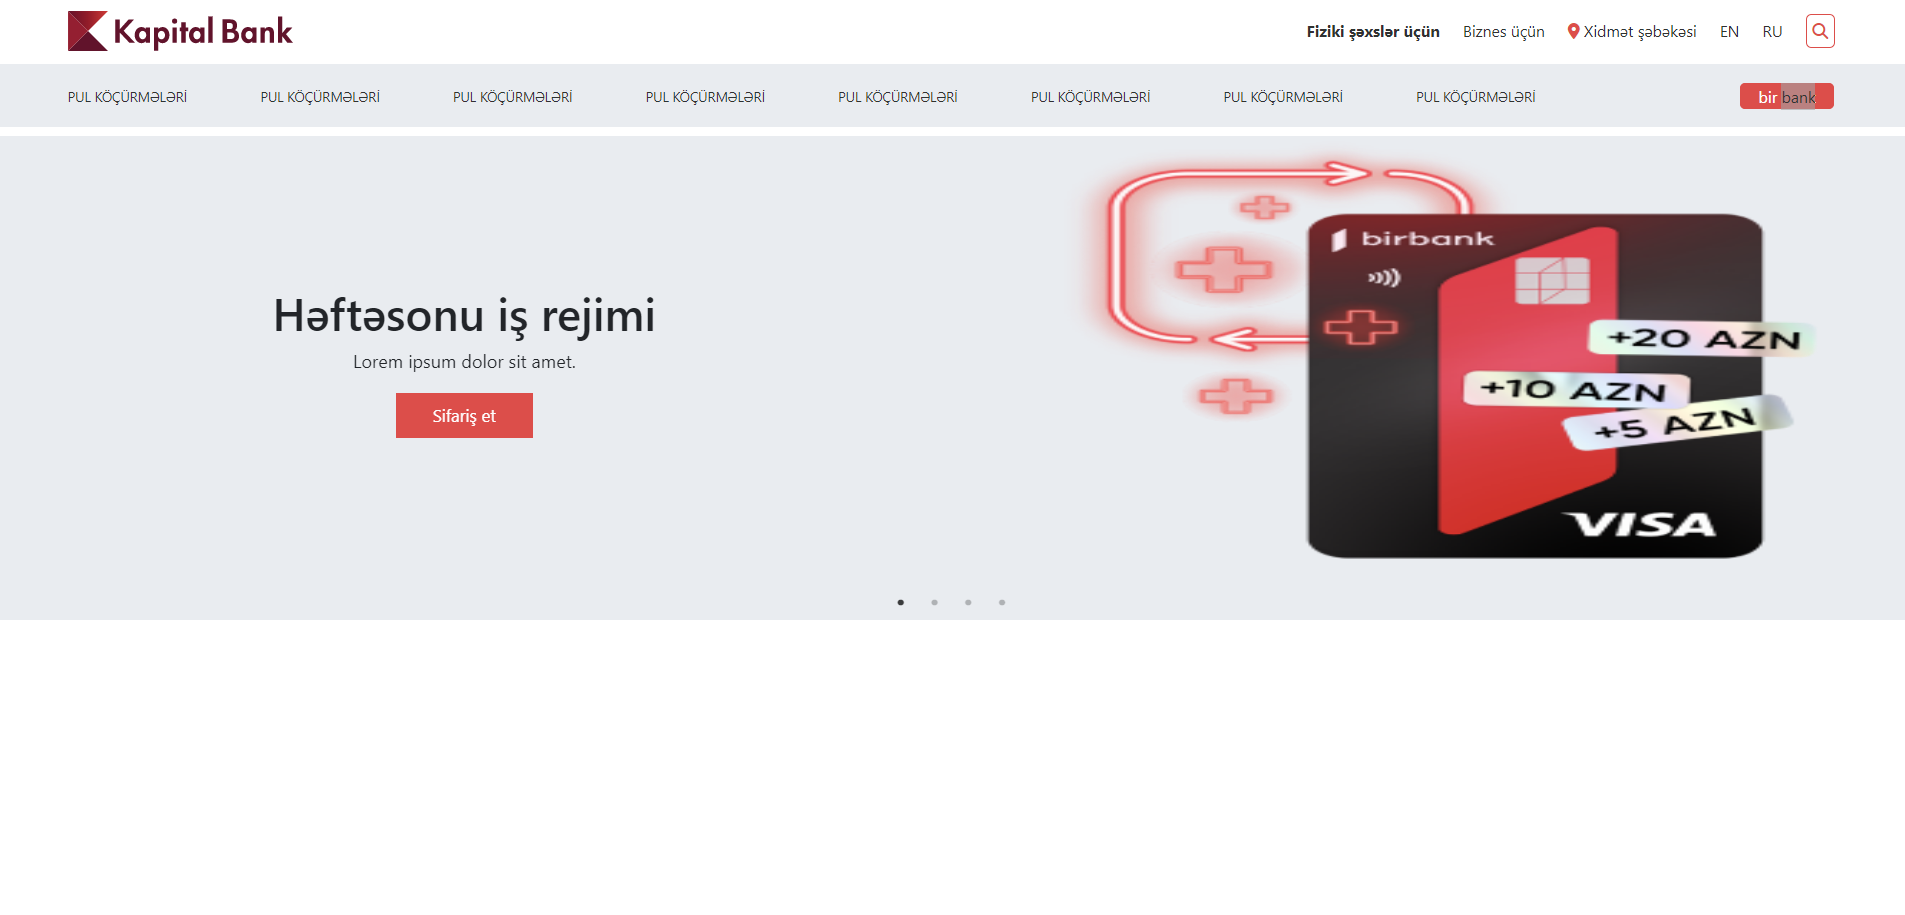 Kapital Bank
Fiziki şəxslər üçün Biznes üçün Xidmət şəbəkəsi EN RU
PUL KÖÇÜRMƏLƏRİ PUL KÖÇÜRMƏLƏRİ PUL KÖÇÜRMƏLƏRİ PUL KÖÇÜRMƏLƏRİ PUL KÖÇÜRMƏLƏRİ PUL KÖÇÜRMƏLƏRİ PUL KÖÇÜRMƏLƏRİ PUL KÖÇÜRMƏLƏRİ bir bank
Həftəsonu iş rejimi
Lorem ipsum dolor sit amet.
Sifariş et
birbank
+20 AZN
+10 AZN
+5 AZN
VISA